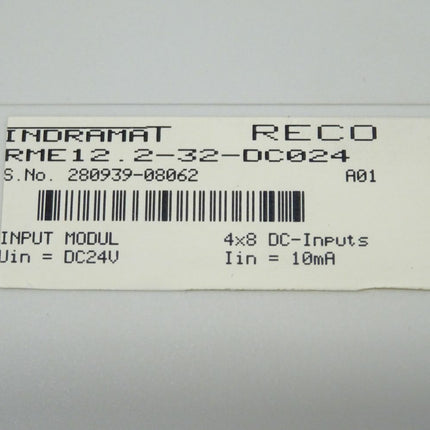 INDRAMAT RECO
RME12.2-32-DC024
S.No. 280939-08062 A01
INPUT MODUL 4x8 DC-Inputs
Uin = DC24V Iin = 10mA